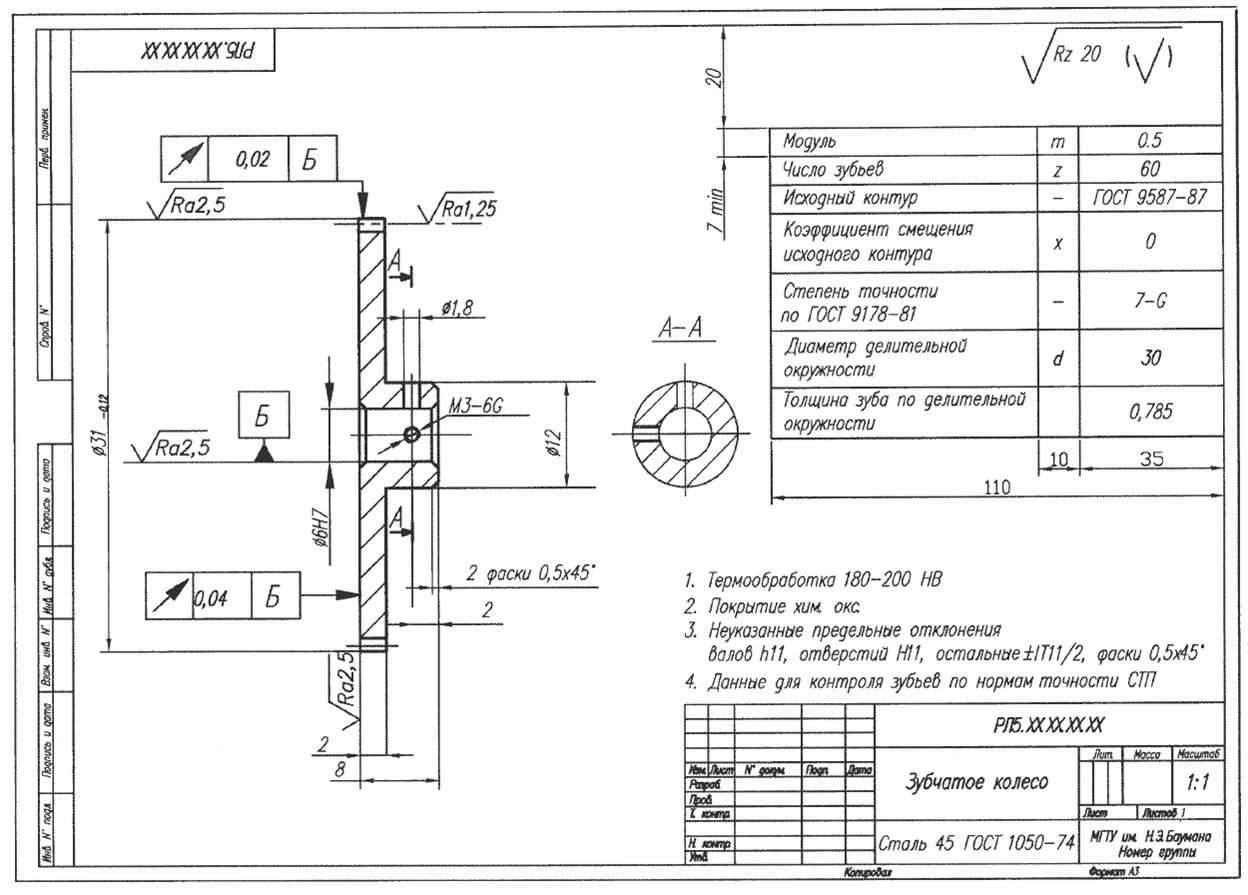 РЛ5.XX.XX.XX.XX
Перв. примен.
Справ. N°
Подпись и дата
Инв. N° дубл.
Взам. инв. N°
Подпись и дата
Инв. N° подл.
Rz 20 (√)
20
7 min
0,02 Б
Ra2,5
Ra1,25
А
ø1,8
М3-6G
ø31 -0,12
Б
Ra2,5
ø12
ø6H7
А
2 фаски 0,5x45°
0,04 Б
2
Ra2,5
2
8
А-А
Модуль m 0.5
Число зубьев z 60
Исходный контур – ГОСТ 9587-87
Коэффициент смещения
исходного контура x 0
Степень точности
по ГОСТ 9178-81 – 7-G
Диаметр делительной
окружности d 30
Толщина зуба по делительной
окружности 0,785
10 35
110
1. Термообработка 180-200 НВ
2. Покрытие хим. окс.
3. Неуказанные предельные отклонения
валов h11, отверстий Н11, остальные ±IT11/2, фаски 0,5x45°
4. Данные для контроля зубьев по нормам точности СТП
РЛ5.XX.XX.XX.XX
Изм. Лист N° докум. Подп. Дата
Разраб.
Пров.
Т. контр.
Н. контр.
Утв.
Зубчатое колесо
Лит. Масса Масштаб
1:1
Лист Листов 1
Сталь 45 ГОСТ 1050-74
МГТУ им. Н.Э.Баумана
Номер группы
Копировал Формат А3